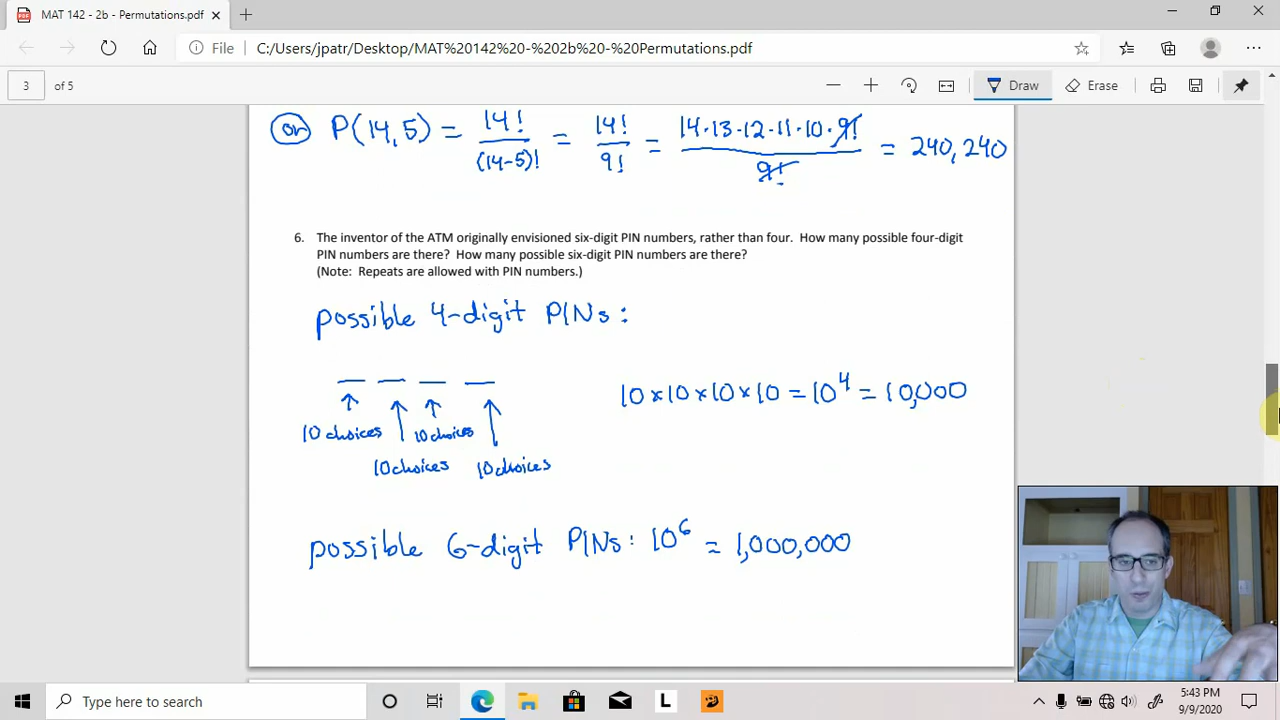 MAT 142 - 2b - Permutations.pdf
File C:/Users/jpatr/Desktop/MAT%20142%20-%202b%20-%20Permutations.pdf
3 of 5 Draw Erase
or P(14,5) = 14!/(14-5)! = 14!/9! = 14·13·12·11·10·9!/9! = 240,240
6. The inventor of the ATM originally envisioned six-digit PIN numbers, rather than four. How many possible four-digit
PIN numbers are there? How many possible six-digit PIN numbers are there?
(Note: Repeats are allowed with PIN numbers.)
possible 4-digit PINs:
10×10×10×10 = 10⁴ = 10,000
10 choices 10 choices
10 choices 10 choices
possible 6-digit PINs: 10⁶ = 1,000,000
Type here to search
L
5:43 PM
9/9/2020